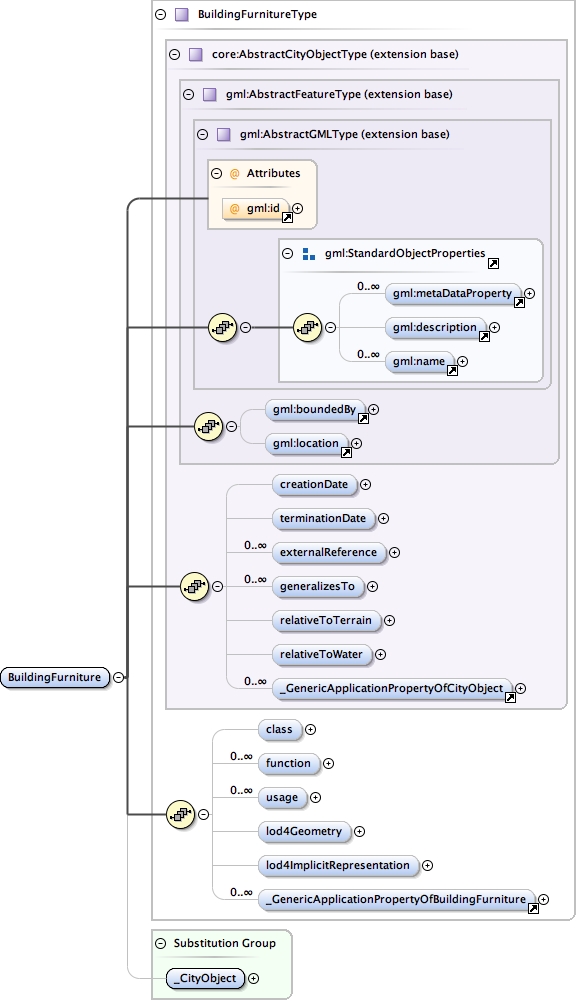 BuildingFurnitureType
core:AbstractCityObjectType (extension base)
gml:AbstractFeatureType (extension base)
gml:AbstractGMLType (extension base)
@ Attributes
@ gml:id
gml:StandardObjectProperties
0..∞
gml:metaDataProperty
gml:description
0..∞
gml:name
gml:boundedBy
gml:location
creationDate
terminationDate
0..∞
externalReference
0..∞
generalizesTo
relativeToTerrain
relativeToWater
0..∞
_GenericApplicationPropertyOfCityObject
BuildingFurniture
class
0..∞
function
0..∞
usage
lod4Geometry
lod4ImplicitRepresentation
0..∞
_GenericApplicationPropertyOfBuildingFurniture
Substitution Group
_CityObject